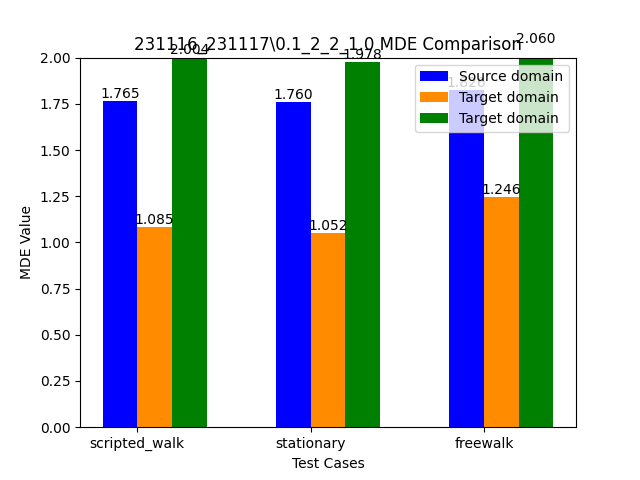 2.060
231116_231117\0.1_2_2_1.0 MDE Comparison
2.004
1.978
2.00
1.75
1.50
1.25
1.00
0.75
0.50
0.25
0.00
MDE Value
1.765
1.085
1.760
1.052
1.246
Source domain
Target domain
Target domain
scripted_walk
stationary
freewalk
Test Cases